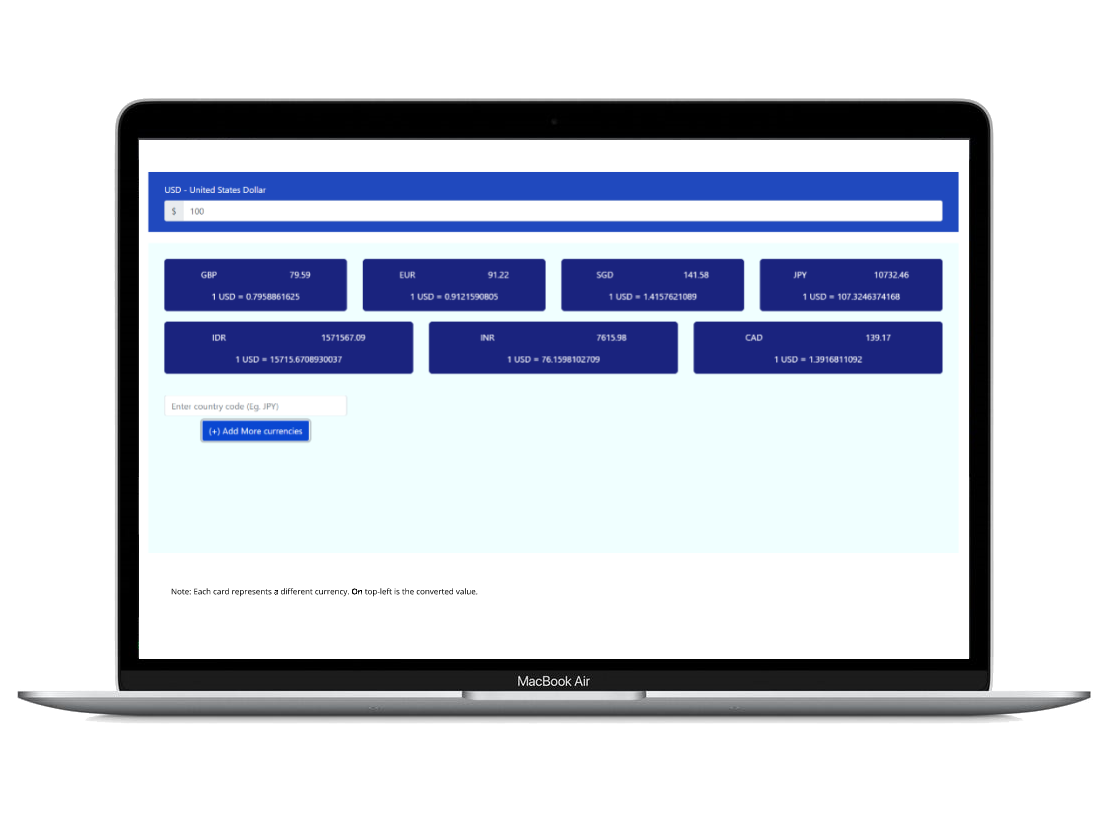 USD - United States Dollar
$ 100
GBP 79.59
1 USD = 0.7958861625
EUR 91.22
1 USD = 0.9121590805
SGD 141.58
1 USD = 1.4157621089
JPY 10732.46
1 USD = 107.3246374168
IDR 1571567.09
1 USD = 15715.6708930037
INR 7615.98
1 USD = 76.1598102709
CAD 139.17
1 USD = 1.3916811092
Enter country code (Eg. JPY)
(+) Add More currencies
Note: Each card represents a different currency. On top-left is the converted value.
MacBook Air